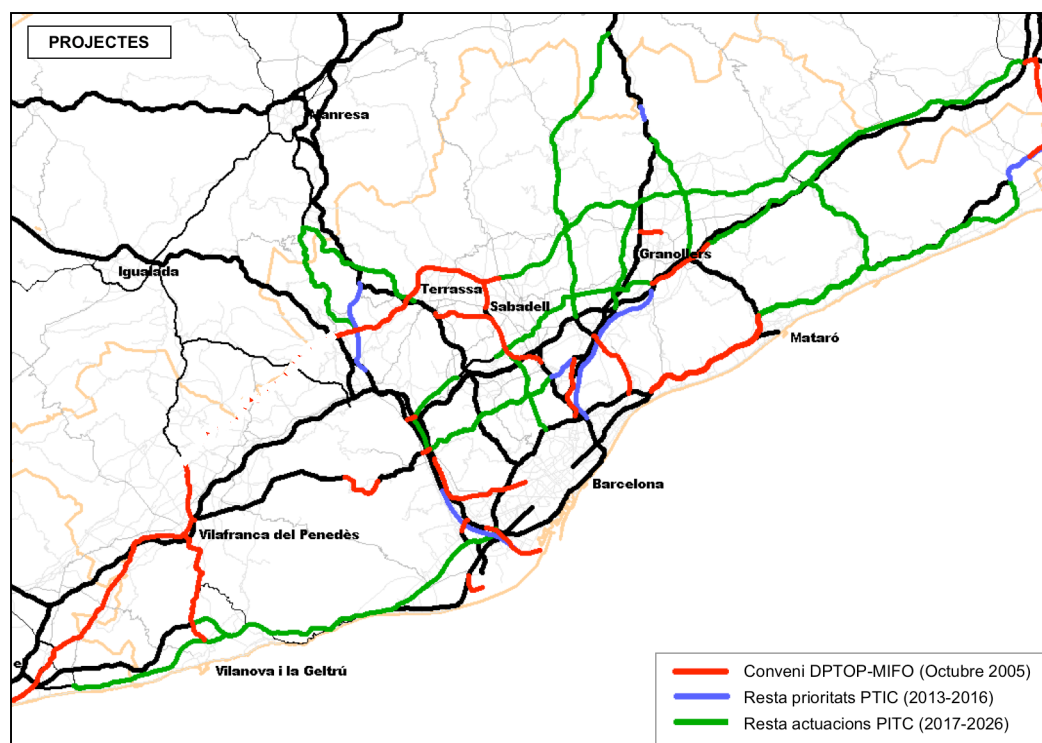 PROJECTES
Manresa
Igualada
Granollers
Terrassa
Sabadell
Mataró
Barcelona
Vilafranca del Penedès
Vilanova i la Geltrú
Conveni DPTOP-MIFO (Octubre 2005)
Resta prioritats PTIC (2013-2016)
Resta actuacions PITC (2017-2026)